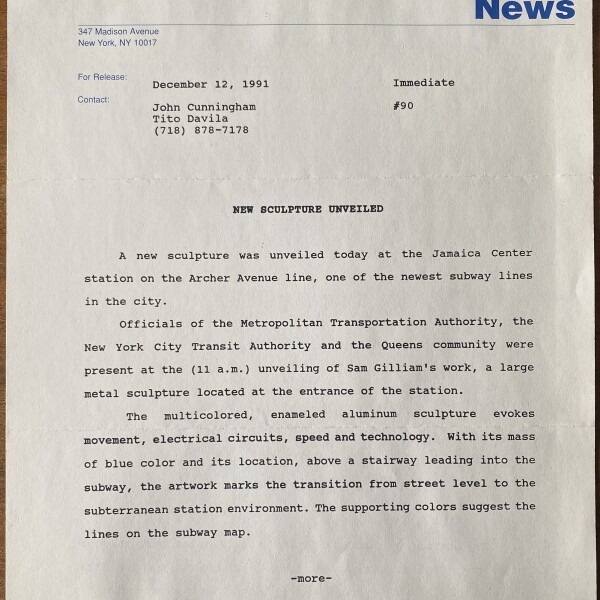 News
347 Madison Avenue
New York, NY 10017
For Release: December 12, 1991 Immediate
Contact: John Cunningham #90
Tito Davila
(718) 878-7178
NEW SCULPTURE UNVEILED
A new sculpture was unveiled today at the Jamaica Center
station on the Archer Avenue line, one of the newest subway lines
in the city.
Officials of the Metropolitan Transportation Authority, the
New York City Transit Authority and the Queens community were
present at the (11 a.m.) unveiling of Sam Gilliam's work, a large
metal sculpture located at the entrance of the station.
The multicolored, enameled aluminum sculpture evokes
movement, electrical circuits, speed and technology. With its mass
of blue color and its location, above a stairway leading into the
subway, the artwork marks the transition from street level to the
subterranean station environment. The supporting colors suggest the
lines on the subway map.
-more-